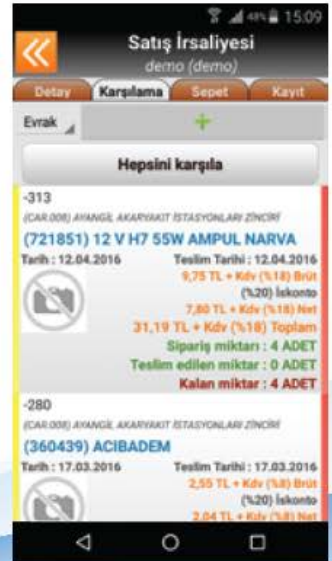 48% 15:09
Satış İrsaliyesi
demo (demo)
Detay Karşılama Sepet Kayıt
Evrak +
Hepsini karşıla
-313
(CAR.008) AYANGİL AKARYAKIT İSTASYONLARI ZİNCİRİ
(721851) 12 V H7 55W AMPUL NARVA
Tarih : 12.04.2016 Teslim Tarihi : 12.04.2016
9,75 TL + Kdv (%18) Brüt
(%20) İskonto
7,80 TL + Kdv (%18) Net
31,19 TL + Kdv (%18) Toplam
Sipariş miktarı : 4 ADET
Teslim edilen miktar : 0 ADET
Kalan miktar : 4 ADET
-280
(CAR.008) AYANGİL AKARYAKIT İSTASYONLARI ZİNCİRİ
(360439) ACIBADEM
Tarih : 17.03.2016 Teslim Tarihi : 17.03.2016
2,55 TL + Kdv (%8) Brüt
(%20) İskonto
2,04 TL + Kdv (%8) Net